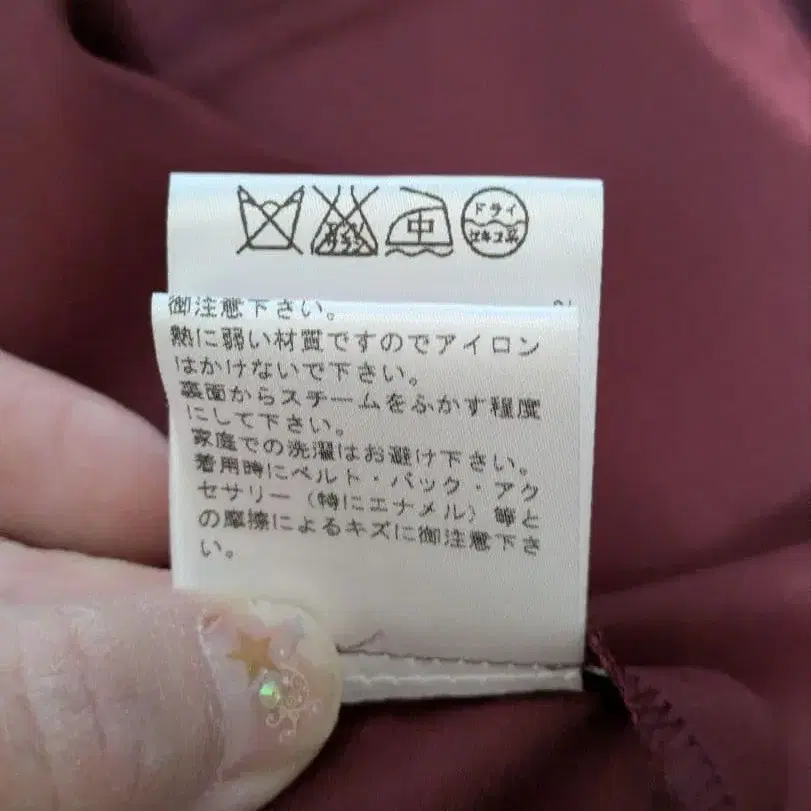 中
ドライ
セキユ系
御注意下さい。
熱に弱い材質ですのでアイロン
はかけないで下さい。
裏面からスチームをふかす程度
にして下さい。
家庭での洗濯はお避け下さい。
着用時にベルト・バック・アク
セサリー（特にエナメル）等と
の摩擦によるキズに御注意下さ
い。